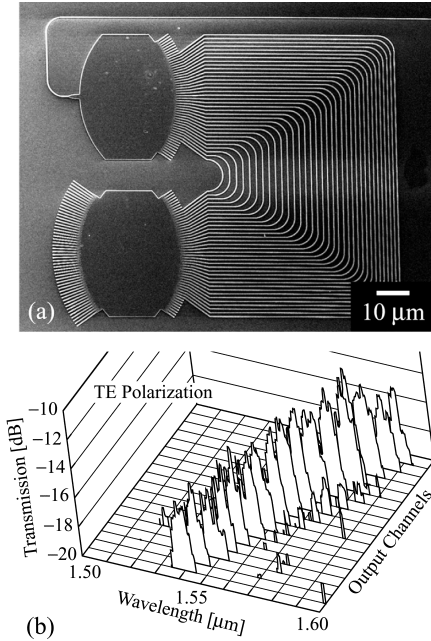 (a)
10 µm
TE Polarization
−10
−12
−14
−16
−18
−20
Transmission [dB]
1.50
1.55
1.60
Wavelength [µm]
Output Channels
(b)